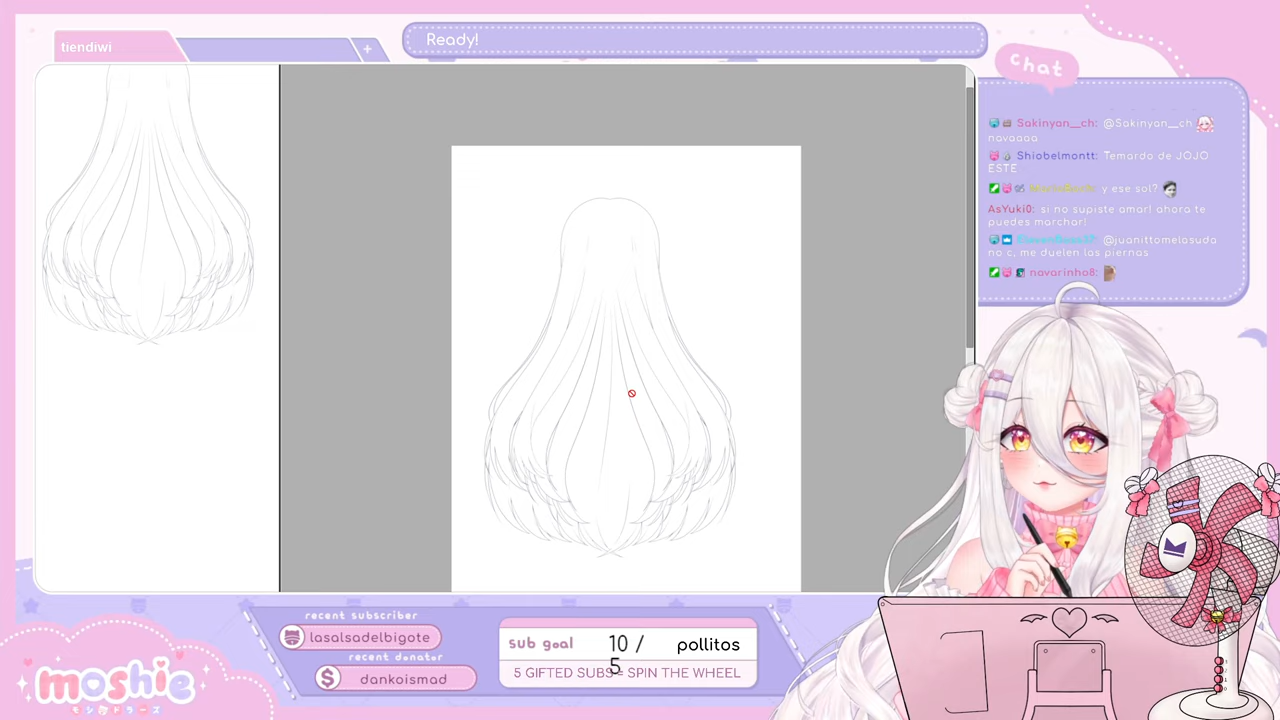 tiendiwi
+
Ready!
chat
Sakinyan__ch: @Sakinyan__ch
navaaaa
Shiobelmontt: Temardo de JOJO
ESTE
y ese sol?
AsYuki0: si no supiste amar! ahora te
puedes marchar!
@juanittomelasuda
no c, me duelen las piernas
navarinha8:
recent subscriber
lasalsadelbigote
recent donator
$ dankoismad
sub goal 10 / 5 pollitos
5 GIFTED SUBS = SPIN THE WHEEL
moshie